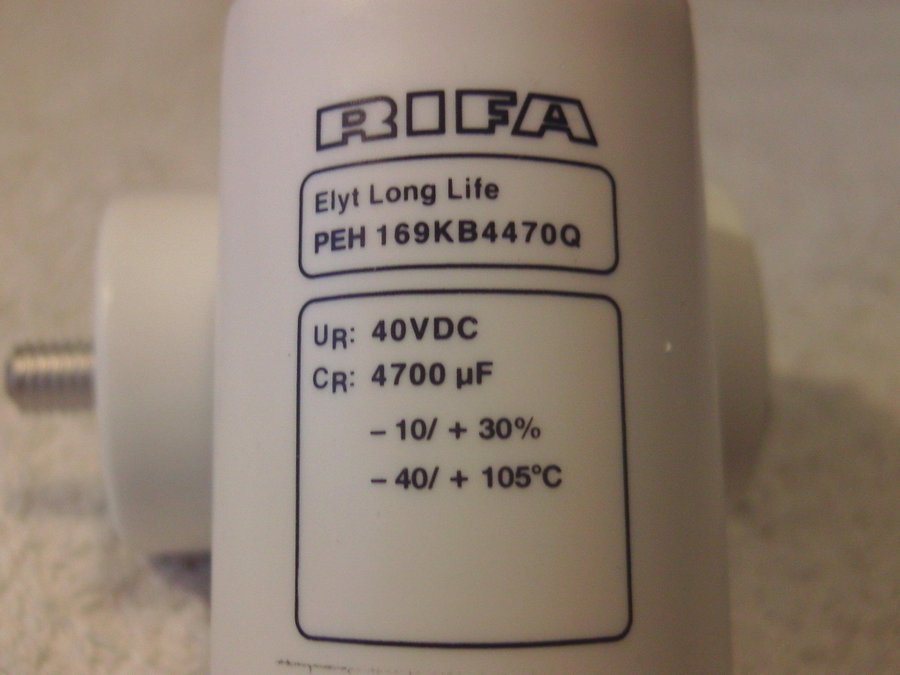 RIFA
Elyt Long Life
PEH 169KB4470Q
UR: 40VDC
CR: 4700 µF
– 10/ + 30%
– 40/ + 105°C